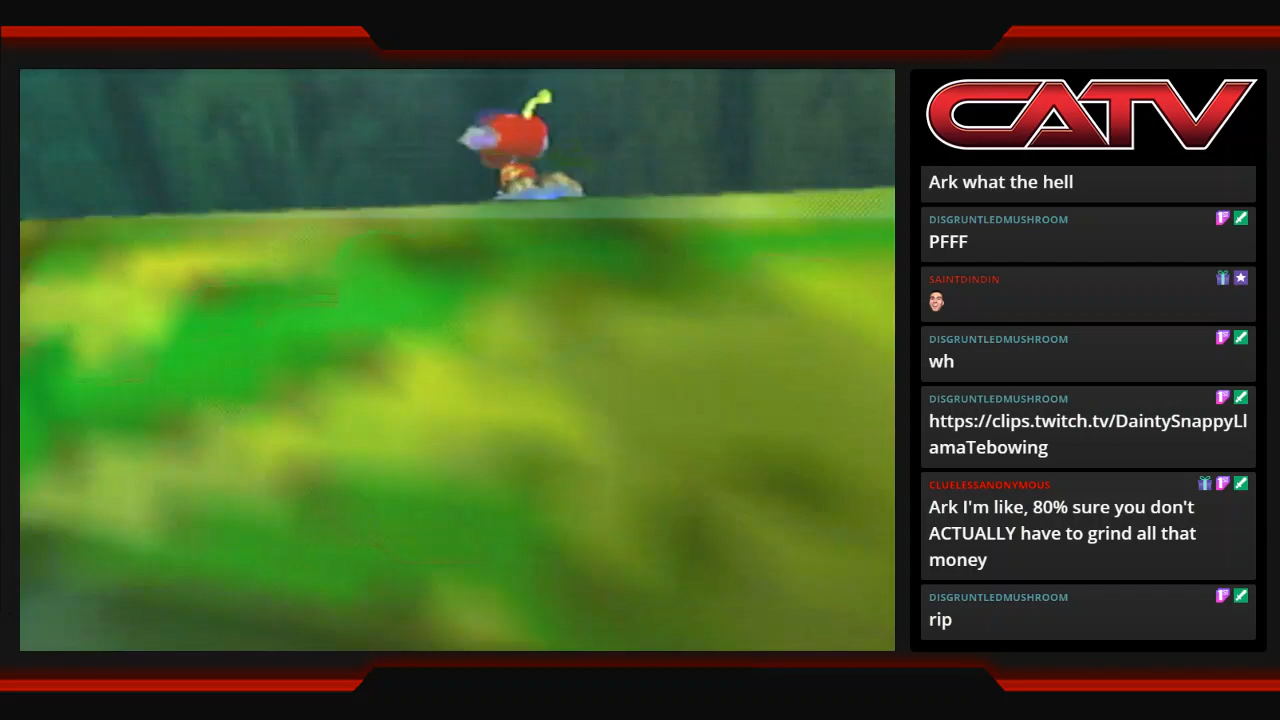 CATV
Ark what the hell
DISGRUNTLEDMUSHROOM
PFFF
SAINTDINDIN
DISGRUNTLEDMUSHROOM
wh
DISGRUNTLEDMUSHROOM
https://clips.twitch.tv/DaintySnappyLl
amaTebowing
CLUELESSANONYMOUS
Ark I'm like, 80% sure you don't
ACTUALLY have to grind all that
money
DISGRUNTLEDMUSHROOM
rip